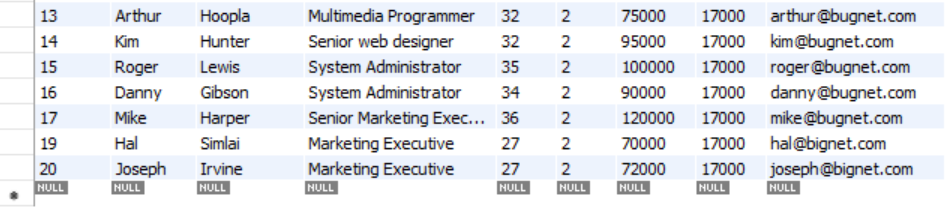 13 Arthur Hoopla Multimedia Programmer 32 2 75000 17000 arthur@bugnet.com
14 Kim Hunter Senior web designer 32 2 95000 17000 kim@bugnet.com
15 Roger Lewis System Administrator 35 2 100000 17000 roger@bugnet.com
16 Danny Gibson System Administrator 34 2 90000 17000 danny@bugnet.com
17 Mike Harper Senior Marketing Exec... 36 2 120000 17000 mike@bugnet.com
19 Hal Simlai Marketing Executive 27 2 70000 17000 hal@bignet.com
20 Joseph Irvine Marketing Executive 27 2 72000 17000 joseph@bignet.com
NULL NULL NULL NULL NULL NULL NULL NULL NULL